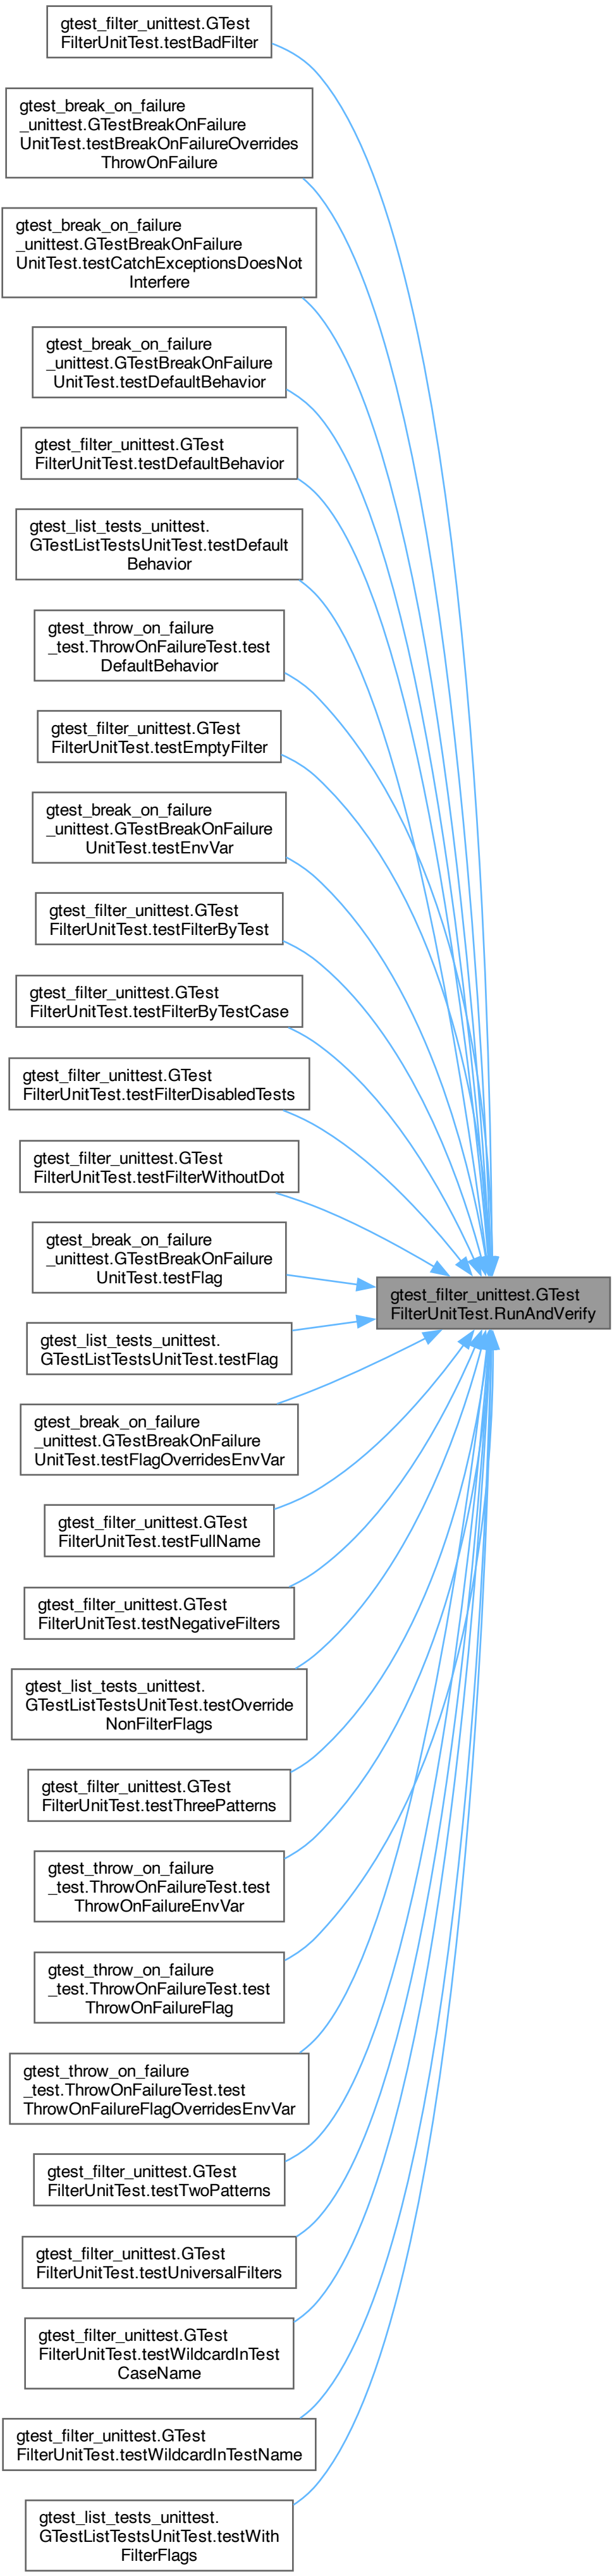 gtest_filter_unittest.GTest
FilterUnitTest.testBadFilter
gtest_break_on_failure
_unittest.GTestBreakOnFailure
UnitTest.testBreakOnFailureOverrides
ThrowOnFailure
gtest_break_on_failure
_unittest.GTestBreakOnFailure
UnitTest.testCatchExceptionsDoesNot
Interfere
gtest_break_on_failure
_unittest.GTestBreakOnFailure
UnitTest.testDefaultBehavior
gtest_filter_unittest.GTest
FilterUnitTest.testDefaultBehavior
gtest_list_tests_unittest.
GTestListTestsUnitTest.testDefault
Behavior
gtest_throw_on_failure
_test.ThrowOnFailureTest.test
DefaultBehavior
gtest_filter_unittest.GTest
FilterUnitTest.testEmptyFilter
gtest_break_on_failure
_unittest.GTestBreakOnFailure
UnitTest.testEnvVar
gtest_filter_unittest.GTest
FilterUnitTest.testFilterByTest
gtest_filter_unittest.GTest
FilterUnitTest.testFilterByTestCase
gtest_filter_unittest.GTest
FilterUnitTest.testFilterDisabledTests
gtest_filter_unittest.GTest
FilterUnitTest.testFilterWithoutDot
gtest_break_on_failure
_unittest.GTestBreakOnFailure
UnitTest.testFlag
gtest_filter_unittest.GTest
FilterUnitTest.RunAndVerify
gtest_list_tests_unittest.
GTestListTestsUnitTest.testFlag
gtest_break_on_failure
_unittest.GTestBreakOnFailure
UnitTest.testFlagOverridesEnvVar
gtest_filter_unittest.GTest
FilterUnitTest.testFullName
gtest_filter_unittest.GTest
FilterUnitTest.testNegativeFilters
gtest_list_tests_unittest.
GTestListTestsUnitTest.testOverride
NonFilterFlags
gtest_filter_unittest.GTest
FilterUnitTest.testThreePatterns
gtest_throw_on_failure
_test.ThrowOnFailureTest.test
ThrowOnFailureEnvVar
gtest_throw_on_failure
_test.ThrowOnFailureTest.test
ThrowOnFailureFlag
gtest_throw_on_failure
_test.ThrowOnFailureTest.test
ThrowOnFailureFlagOverridesEnvVar
gtest_filter_unittest.GTest
FilterUnitTest.testTwoPatterns
gtest_filter_unittest.GTest
FilterUnitTest.testUniversalFilters
gtest_filter_unittest.GTest
FilterUnitTest.testWildcardInTest
CaseName
gtest_filter_unittest.GTest
FilterUnitTest.testWildcardInTestName
gtest_list_tests_unittest.
GTestListTestsUnitTest.testWith
FilterFlags